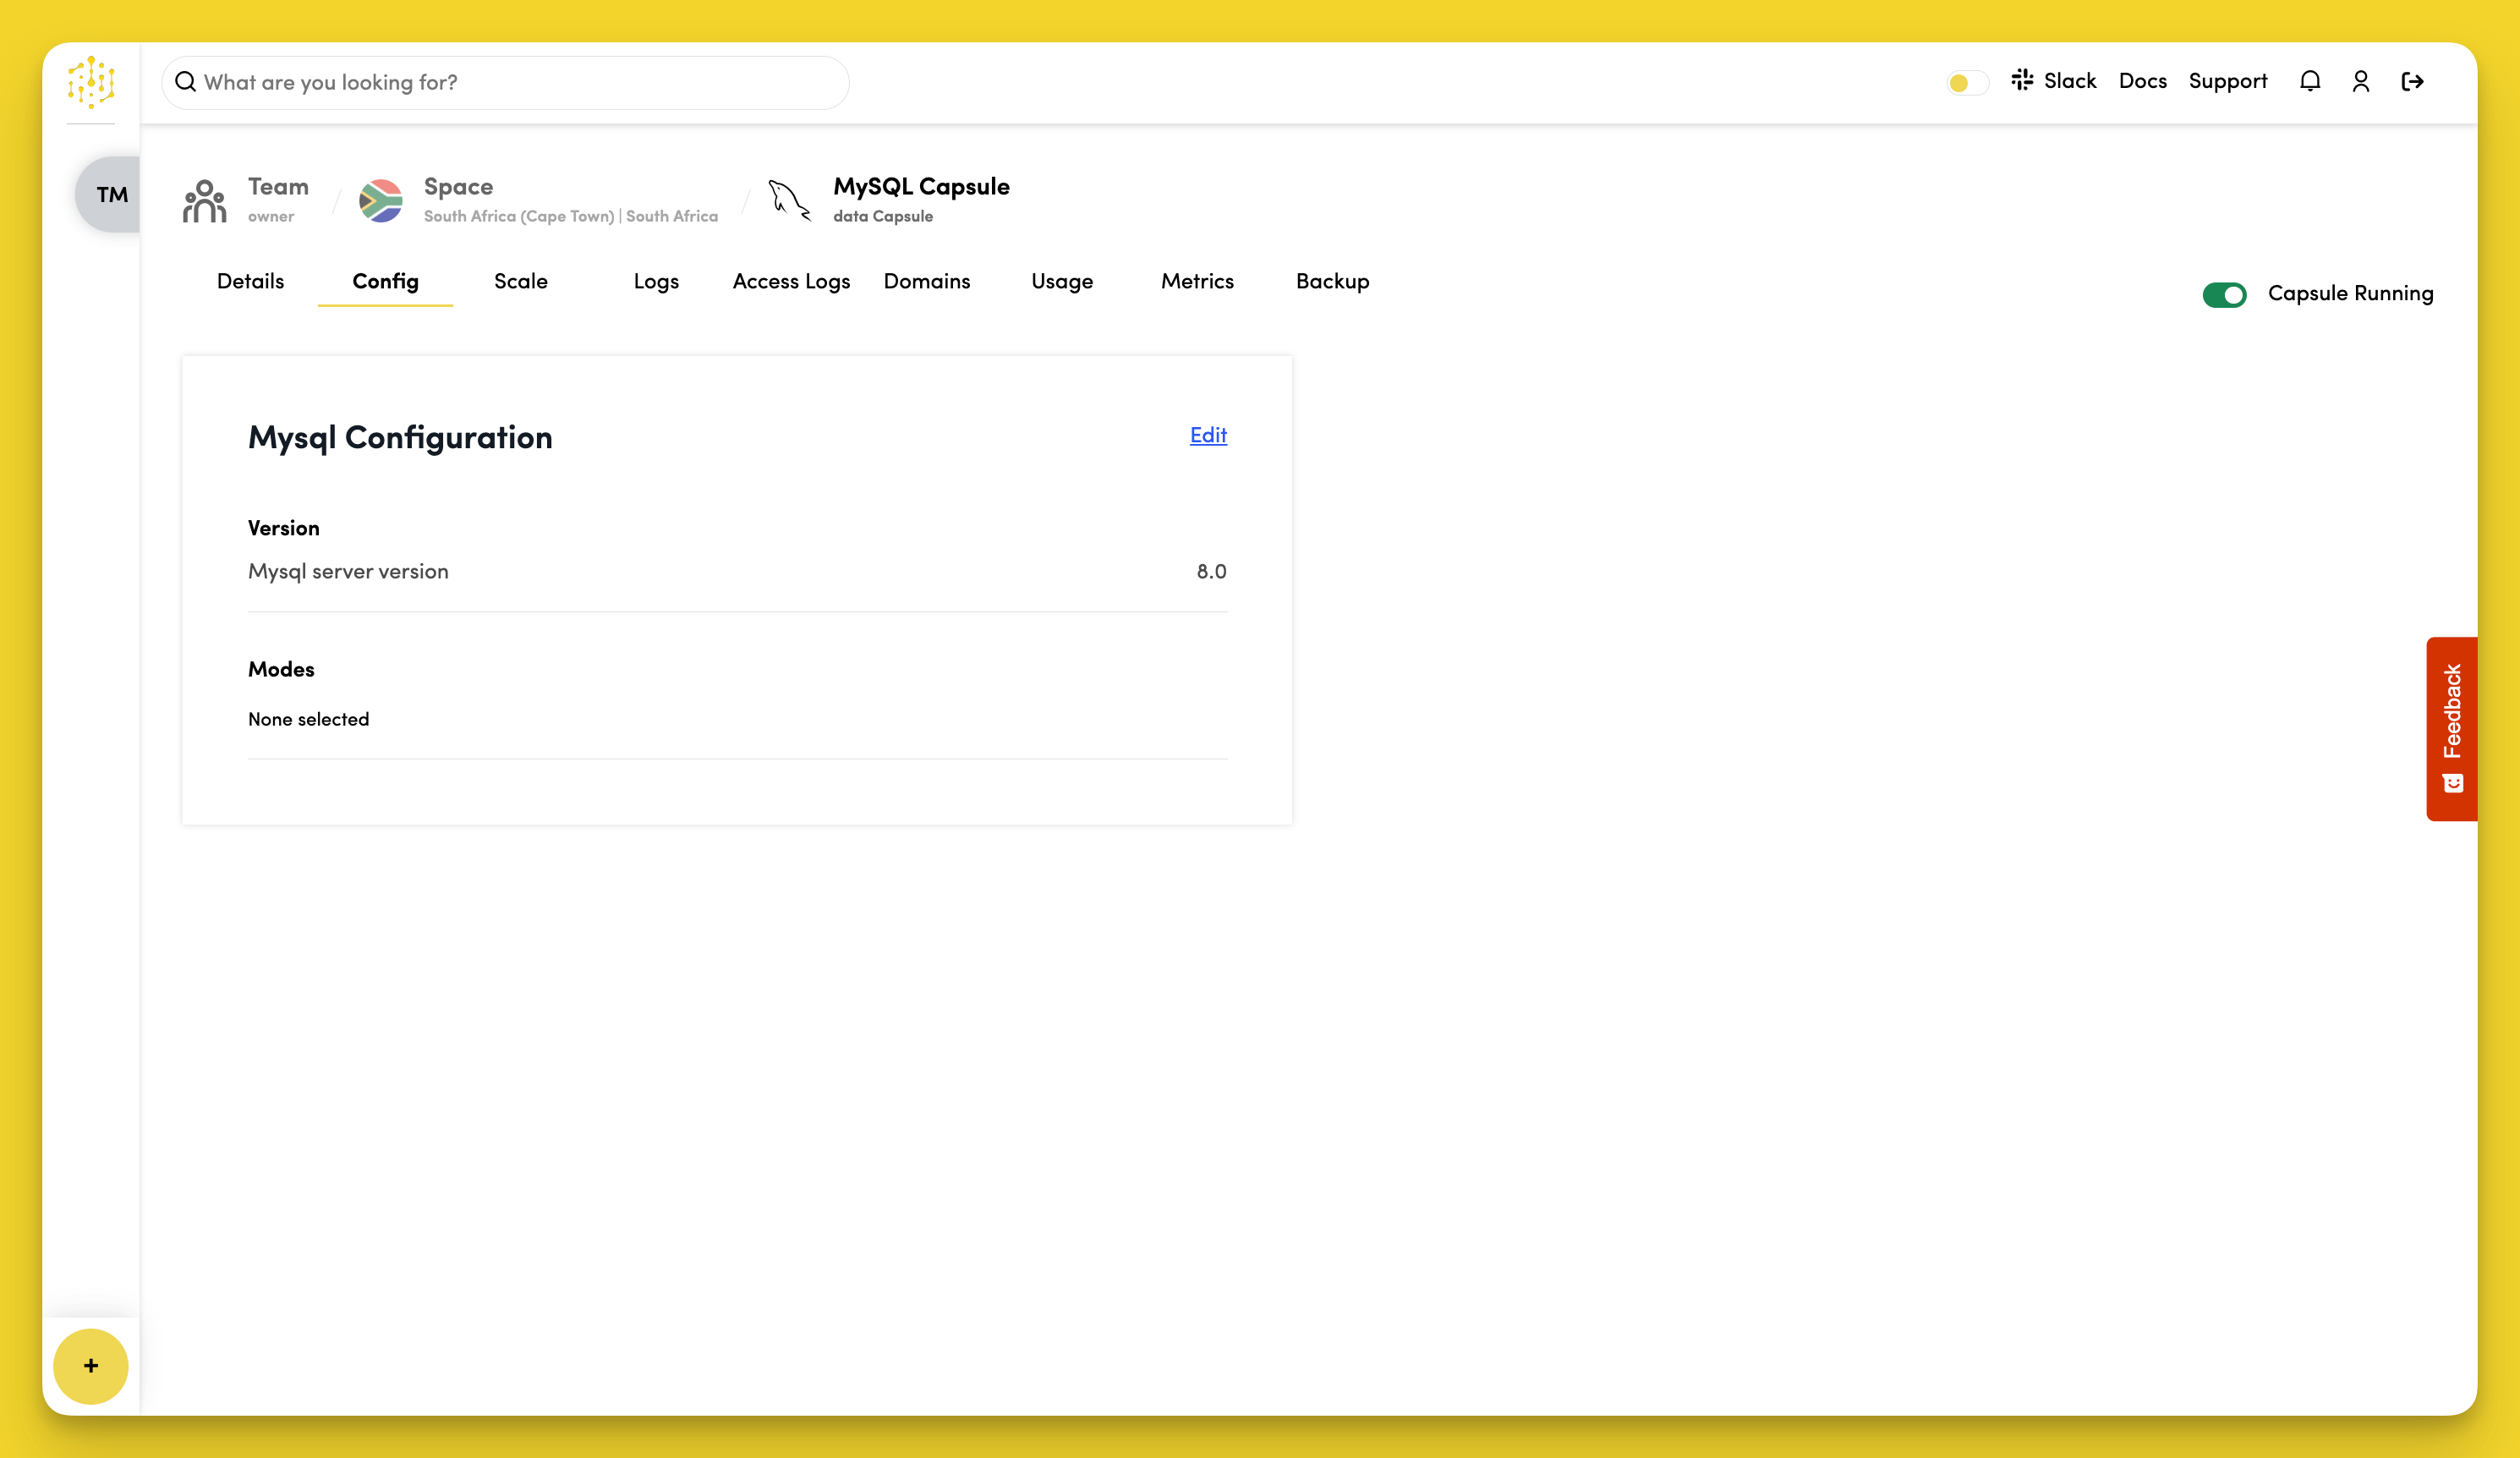 What are you looking for?
Slack Docs Support
TM
Team
owner
Space
South Africa (Cape Town) | South Africa
MySQL Capsule
data Capsule
Details Config Scale Logs Access Logs Domains Usage Metrics Backup
Capsule Running
Mysql Configuration
Edit
Version
Mysql server version 8.0
Modes
None selected
Feedback
+